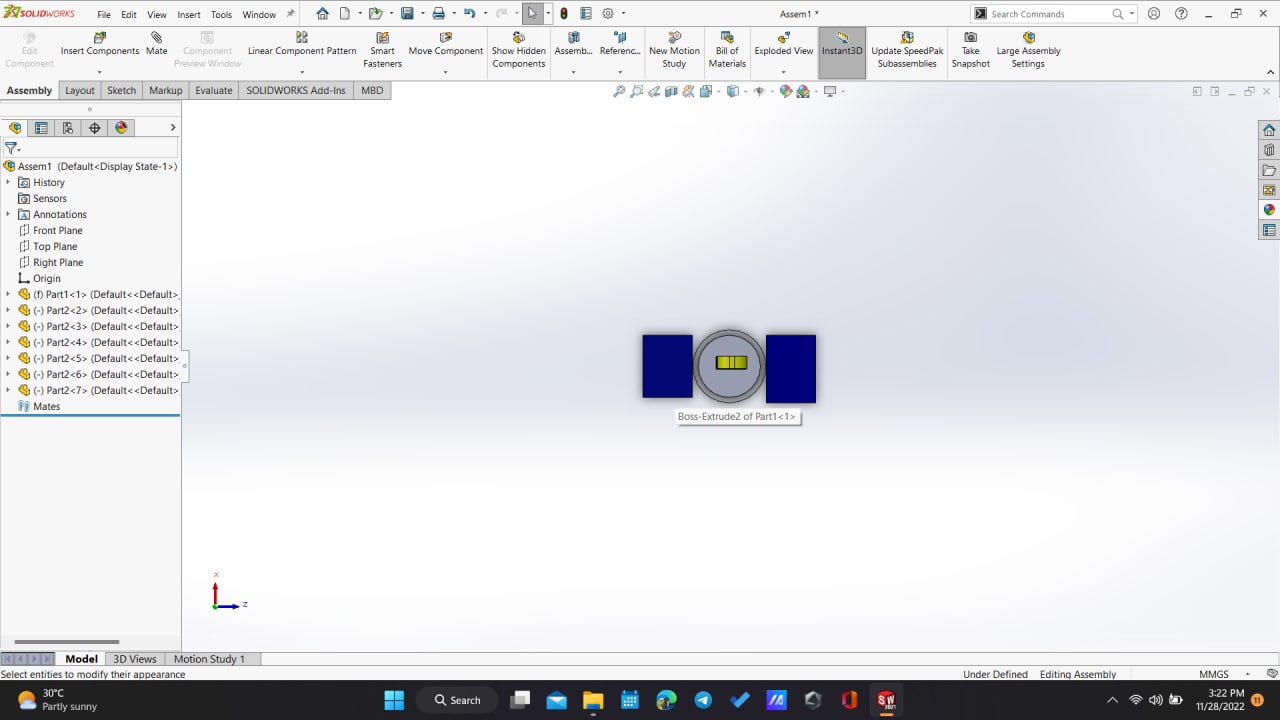 SOLIDWORKS File Edit View Insert Tools Window Assem1 * Search Commands
Edit Component Insert Components Mate Component Preview Window Linear Component Pattern Smart Fasteners Move Component Show Hidden Components Assemb... Referenc... New Motion Study Bill of Materials Exploded View Instant3D Update SpeedPak Subassemblies Take Snapshot Large Assembly Settings
Assembly Layout Sketch Markup Evaluate SOLIDWORKS Add-Ins MBD
Assem1 (Default<Display State-1>)
History
Sensors
Annotations
Front Plane
Top Plane
Right Plane
Origin
(f) Part1<1> (Default<<Default>
(-) Part2<2> (Default<<Default>
(-) Part2<3> (Default<<Default>
(-) Part2<4> (Default<<Default>
(-) Part2<5> (Default<<Default>
(-) Part2<6> (Default<<Default>
(-) Part2<7> (Default<<Default>
Mates
Boss-Extrude2 of Part1<1>
X
Z
Model 3D Views Motion Study 1
Select entities to modify their appearance Under Defined Editing Assembly MMGS
30°C
Partly sunny
Search
SW
2021
3:22 PM
11/28/2022
11